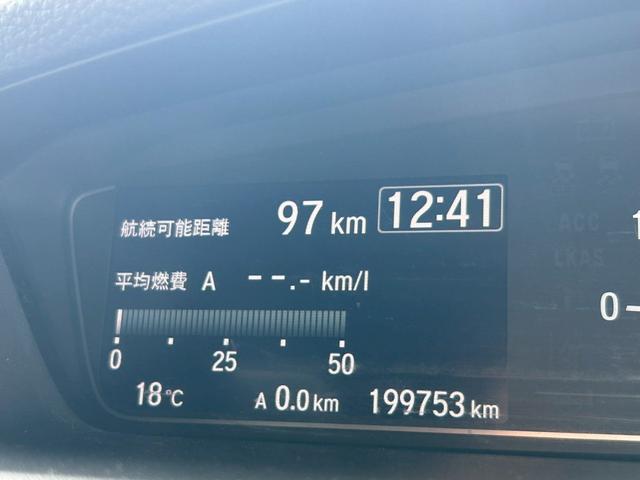 航続可能距離 97 km 12:41
平均燃費 A --.- km/l
0 25 50
18℃ A 0.0 km 199753 km
ACC
LKAS
0